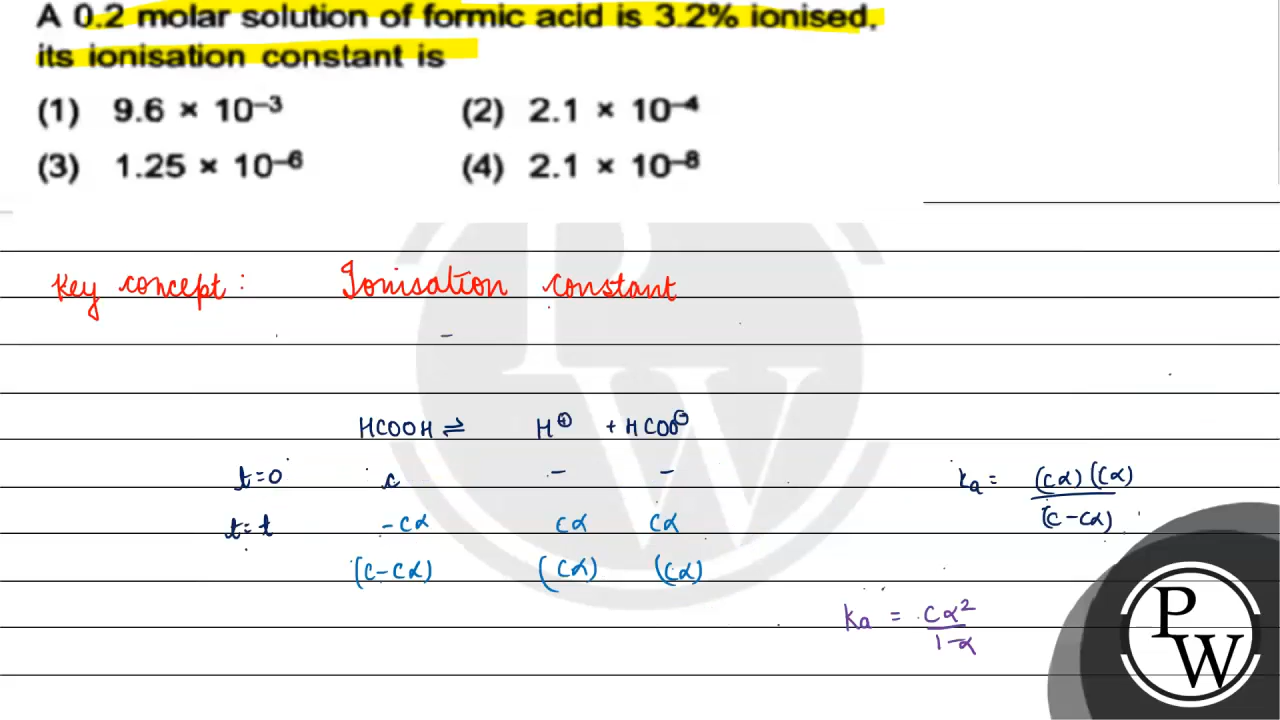 A 0.2 molar solution of formic acid is 3.2% ionised,
its ionisation constant is
(1) 9.6 × 10⁻³ (2) 2.1 × 10⁻⁴
(3) 1.25 × 10⁻⁶ (4) 2.1 × 10⁻⁸
Key concept : Ionisation constant
HCOOH ⇌ H⊕ + HCOO⊖
t=0 c - -
t=t -Cα Cα Cα
(C-Cα) (Cα) (Cα)
Ka = (Cα)(Cα) / (C-Cα)
Ka = Cα² / 1-α
P
W